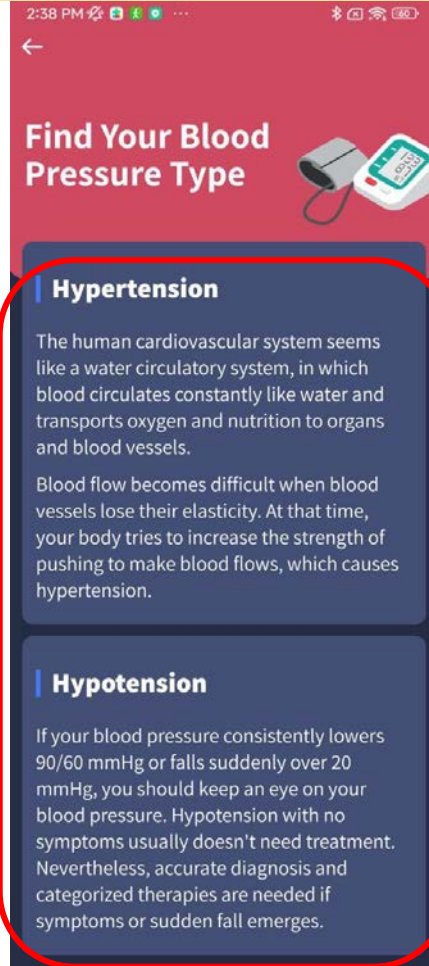 2:38 PM
60
Find Your Blood
Pressure Type
Hypertension
The human cardiovascular system seems
like a water circulatory system, in which
blood circulates constantly like water and
transports oxygen and nutrition to organs
and blood vessels.
Blood flow becomes difficult when blood
vessels lose their elasticity. At that time,
your body tries to increase the strength of
pushing to make blood flows, which causes
hypertension.
Hypotension
If your blood pressure consistently lowers
90/60 mmHg or falls suddenly over 20
mmHg, you should keep an eye on your
blood pressure. Hypotension with no
symptoms usually doesn't need treatment.
Nevertheless, accurate diagnosis and
categorized therapies are needed if
symptoms or sudden fall emerges.